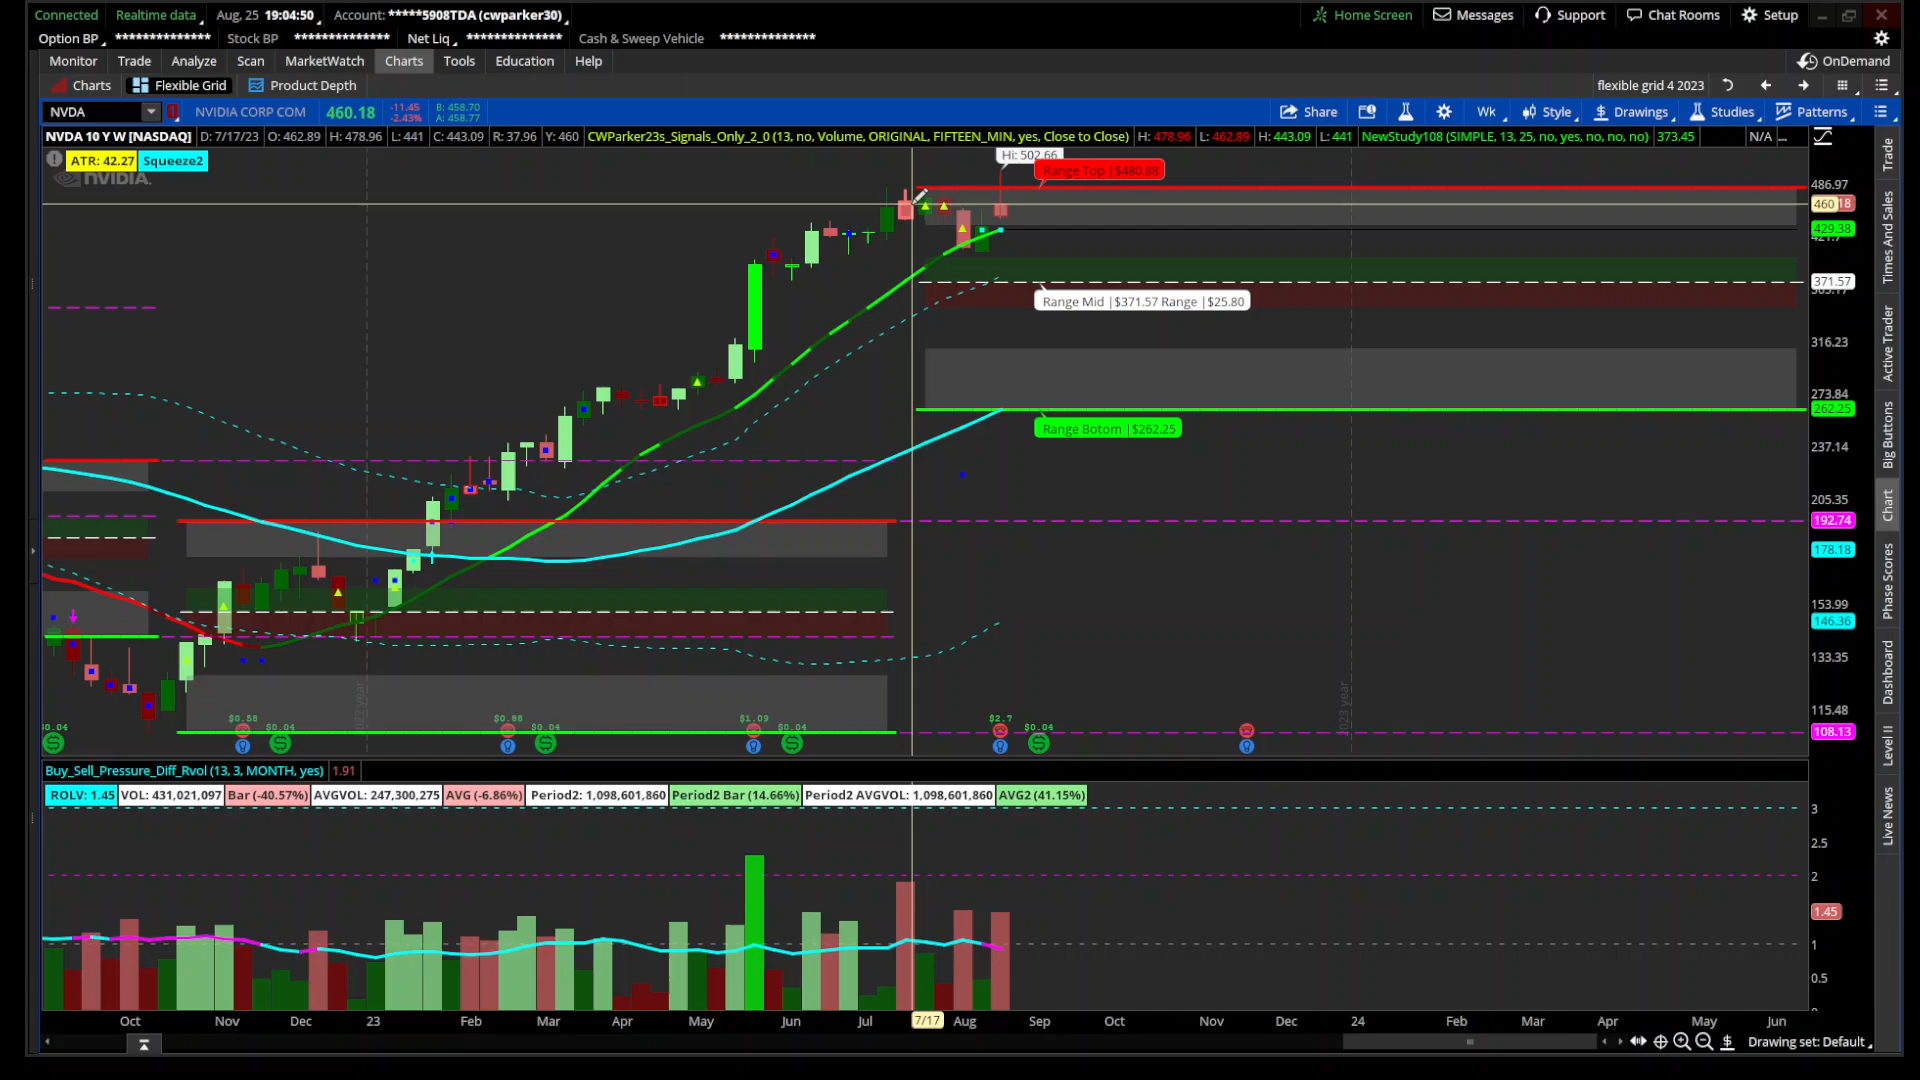 Connected Realtime data Aug, 25 19:04:50 Account: *****5908TDA (cwparker30) Home Screen Messages Support Chat Rooms Setup
Option BP ************** Stock BP ************** Net Liq ************** Cash & Sweep Vehicle **************
Monitor Trade Analyze Scan MarketWatch Charts Tools Education Help OnDemand
Charts Flexible Grid Product Depth flexible grid 4 2023
NVDA NVIDIA CORP COM 460.18 -11.45 -2.43% B: 458.70 A: 458.77 Share Wk Style Drawings Studies Patterns
NVDA 10 Y W [NASDAQ] D: 7/17/23 O: 462.89 H: 478.96 L: 441 C: 443.09 R: 37.96 Y: 460 CWParker23s_Signals_Only_2_0 (13, no, Volume, ORIGINAL, FIFTEEN_MIN, yes, Close to Close) H: 478.96 L: 462.89 H: 443.09 L: 441 NewStudy108 (SIMPLE, 13, 25, no, yes, no, no, no) 373.45 N/A ...
ATR: 42.27 Squeeze2
NVIDIA.
Hi: 502.66
Range Top |$480.88
486.97
460 18
429.38
371.57
Range Mid |$371.57 Range |$25.80
316.23
273.84
262.25
Range Botom |$262.25
237.14
205.35
192.74
178.18
153.99
146.36
133.35
115.48
108.13
2022 year
2023 year
$0.04 $0.58 $0.04 $0.88 $0.04 $1.09 $0.04 $2.7 $0.04
Buy_Sell_Pressure_Diff_Rvol (13, 3, MONTH, yes) 1.91
ROLV: 1.45 VOL: 431,021,097 Bar (-40.57%) AVGVOL: 247,300,275 AVG (-6.86%) Period2: 1,098,601,860 Period2 Bar (14.66%) Period2 AVGVOL: 1,098,601,860 AVG2 (41.15%)
3
2.5
2
1.45
1
0.5
Oct Nov Dec 23 Feb Mar Apr May Jun Jul 7/17 Aug Sep Oct Nov Dec 24 Feb Mar Apr May Jun
Drawing set: Default
Trade
Times And Sales
Active Trader
Big Buttons
Chart
Phase Scores
Dashboard
Level II
Live News